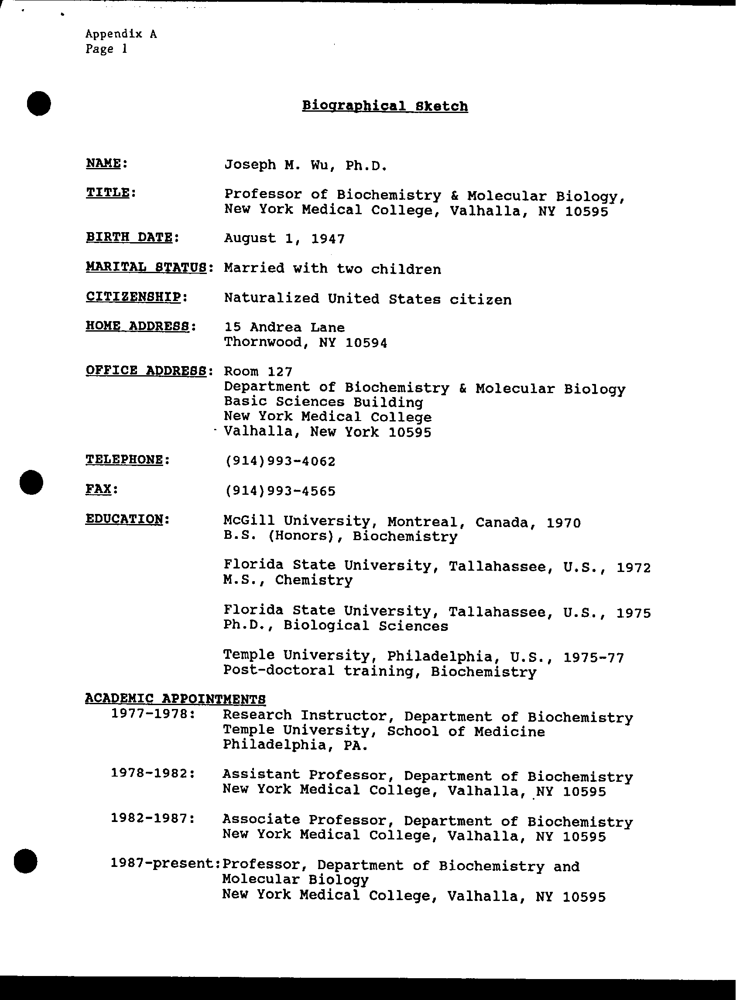 Appendix A
Page 1
Biographical Sketch
NAME: Joseph M. Wu, Ph.D.
TITLE: Professor of Biochemistry & Molecular Biology,
New York Medical College, Valhalla, NY 10595
BIRTH DATE: August 1, 1947
MARITAL STATUS: Married with two children
CITIZENSHIP: Naturalized United States citizen
HOME ADDRESS: 15 Andrea Lane
Thornwood, NY 10594
OFFICE ADDRESS: Room 127
Department of Biochemistry & Molecular Biology
Basic Sciences Building
New York Medical College
Valhalla, New York 10595
TELEPHONE: (914)993-4062
FAX: (914)993-4565
EDUCATION: McGill University, Montreal, Canada, 1970
B.S. (Honors), Biochemistry
Florida State University, Tallahassee, U.S., 1972
M.S., Chemistry
Florida State University, Tallahassee, U.S., 1975
Ph.D., Biological Sciences
Temple University, Philadelphia, U.S., 1975-77
Post-doctoral training, Biochemistry
ACADEMIC APPOINTMENTS
1977-1978: Research Instructor, Department of Biochemistry
Temple University, School of Medicine
Philadelphia, PA.
1978-1982: Assistant Professor, Department of Biochemistry
New York Medical College, Valhalla, NY 10595
1982-1987: Associate Professor, Department of Biochemistry
New York Medical College, Valhalla, NY 10595
1987-present: Professor, Department of Biochemistry and
Molecular Biology
New York Medical College, Valhalla, NY 10595